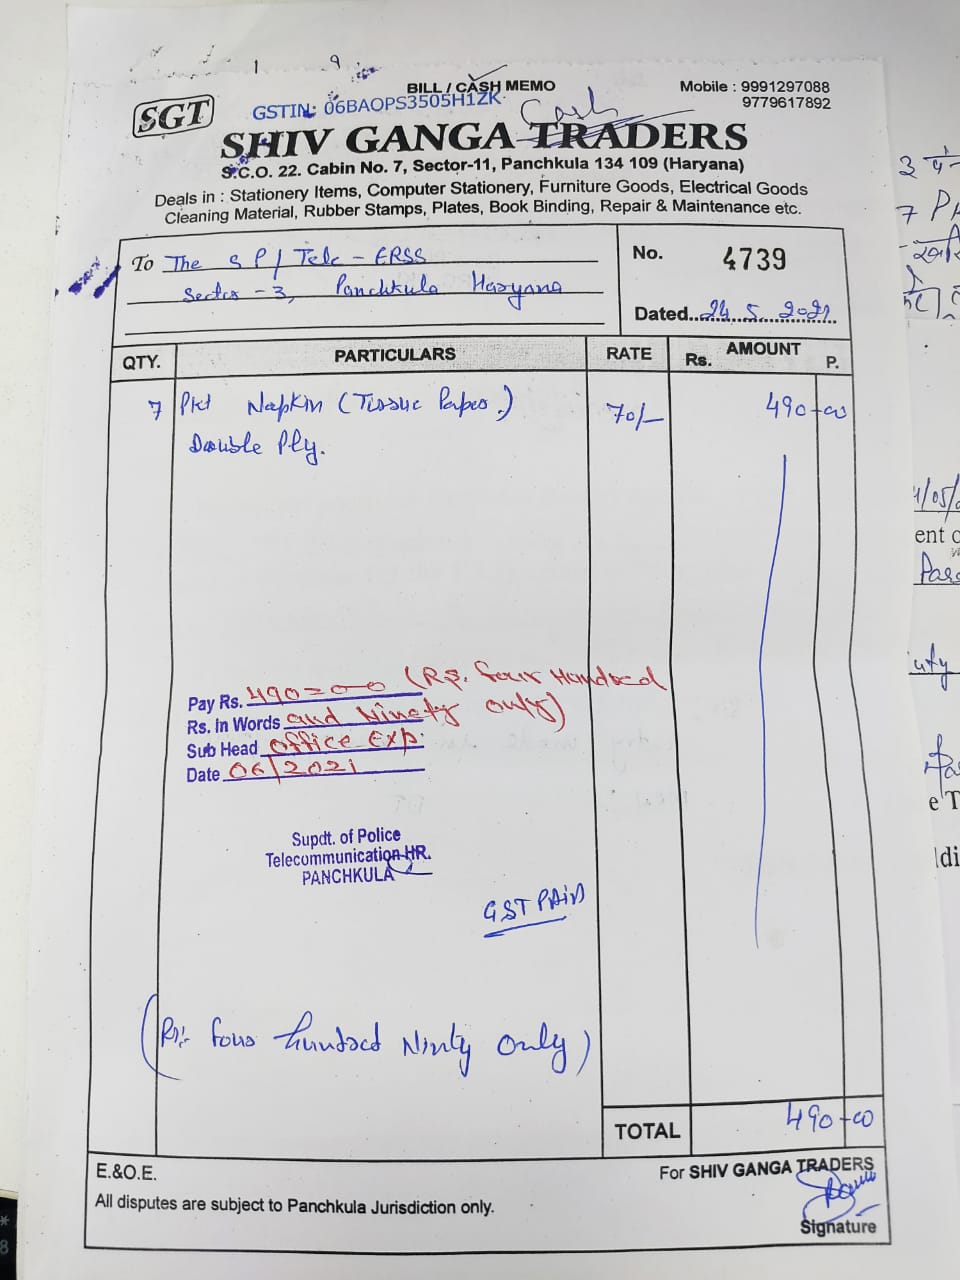 BILL / CASH MEMO
Mobile : 9991297088
9779617892
SGT
GSTIN: 06BAOPS3505H1ZK
Cash
SHIV GANGA TRADERS
S.C.O. 22. Cabin No. 7, Sector-11, Panchkula 134 109 (Haryana)
Deals in : Stationery Items, Computer Stationery, Furniture Goods, Electrical Goods
Cleaning Material, Rubber Stamps, Plates, Book Binding, Repair & Maintenance etc.
To The S P / Tele - ERSS
Sector - 3, Panchkula Haryana
No. 4739
Dated..24.5.2021
QTY. PARTICULARS RATE AMOUNT
Rs. P.
7 Pkt Napkin (Tissue Paper.) 70/- 490-00
Double Ply.
Pay Rs. 490=00 (Rs. four Hundred
Rs. In Words and Ninety only)
Sub Head office Exp.
Date 06/2021
Supdt. of Police
Telecommunication HR.
PANCHKULA
GST PAID
(Rs:- four hundred Ninty Only)
TOTAL 490-00
E.&O.E.
For SHIV GANGA TRADERS
All disputes are subject to Panchkula Jurisdiction only.
Signature